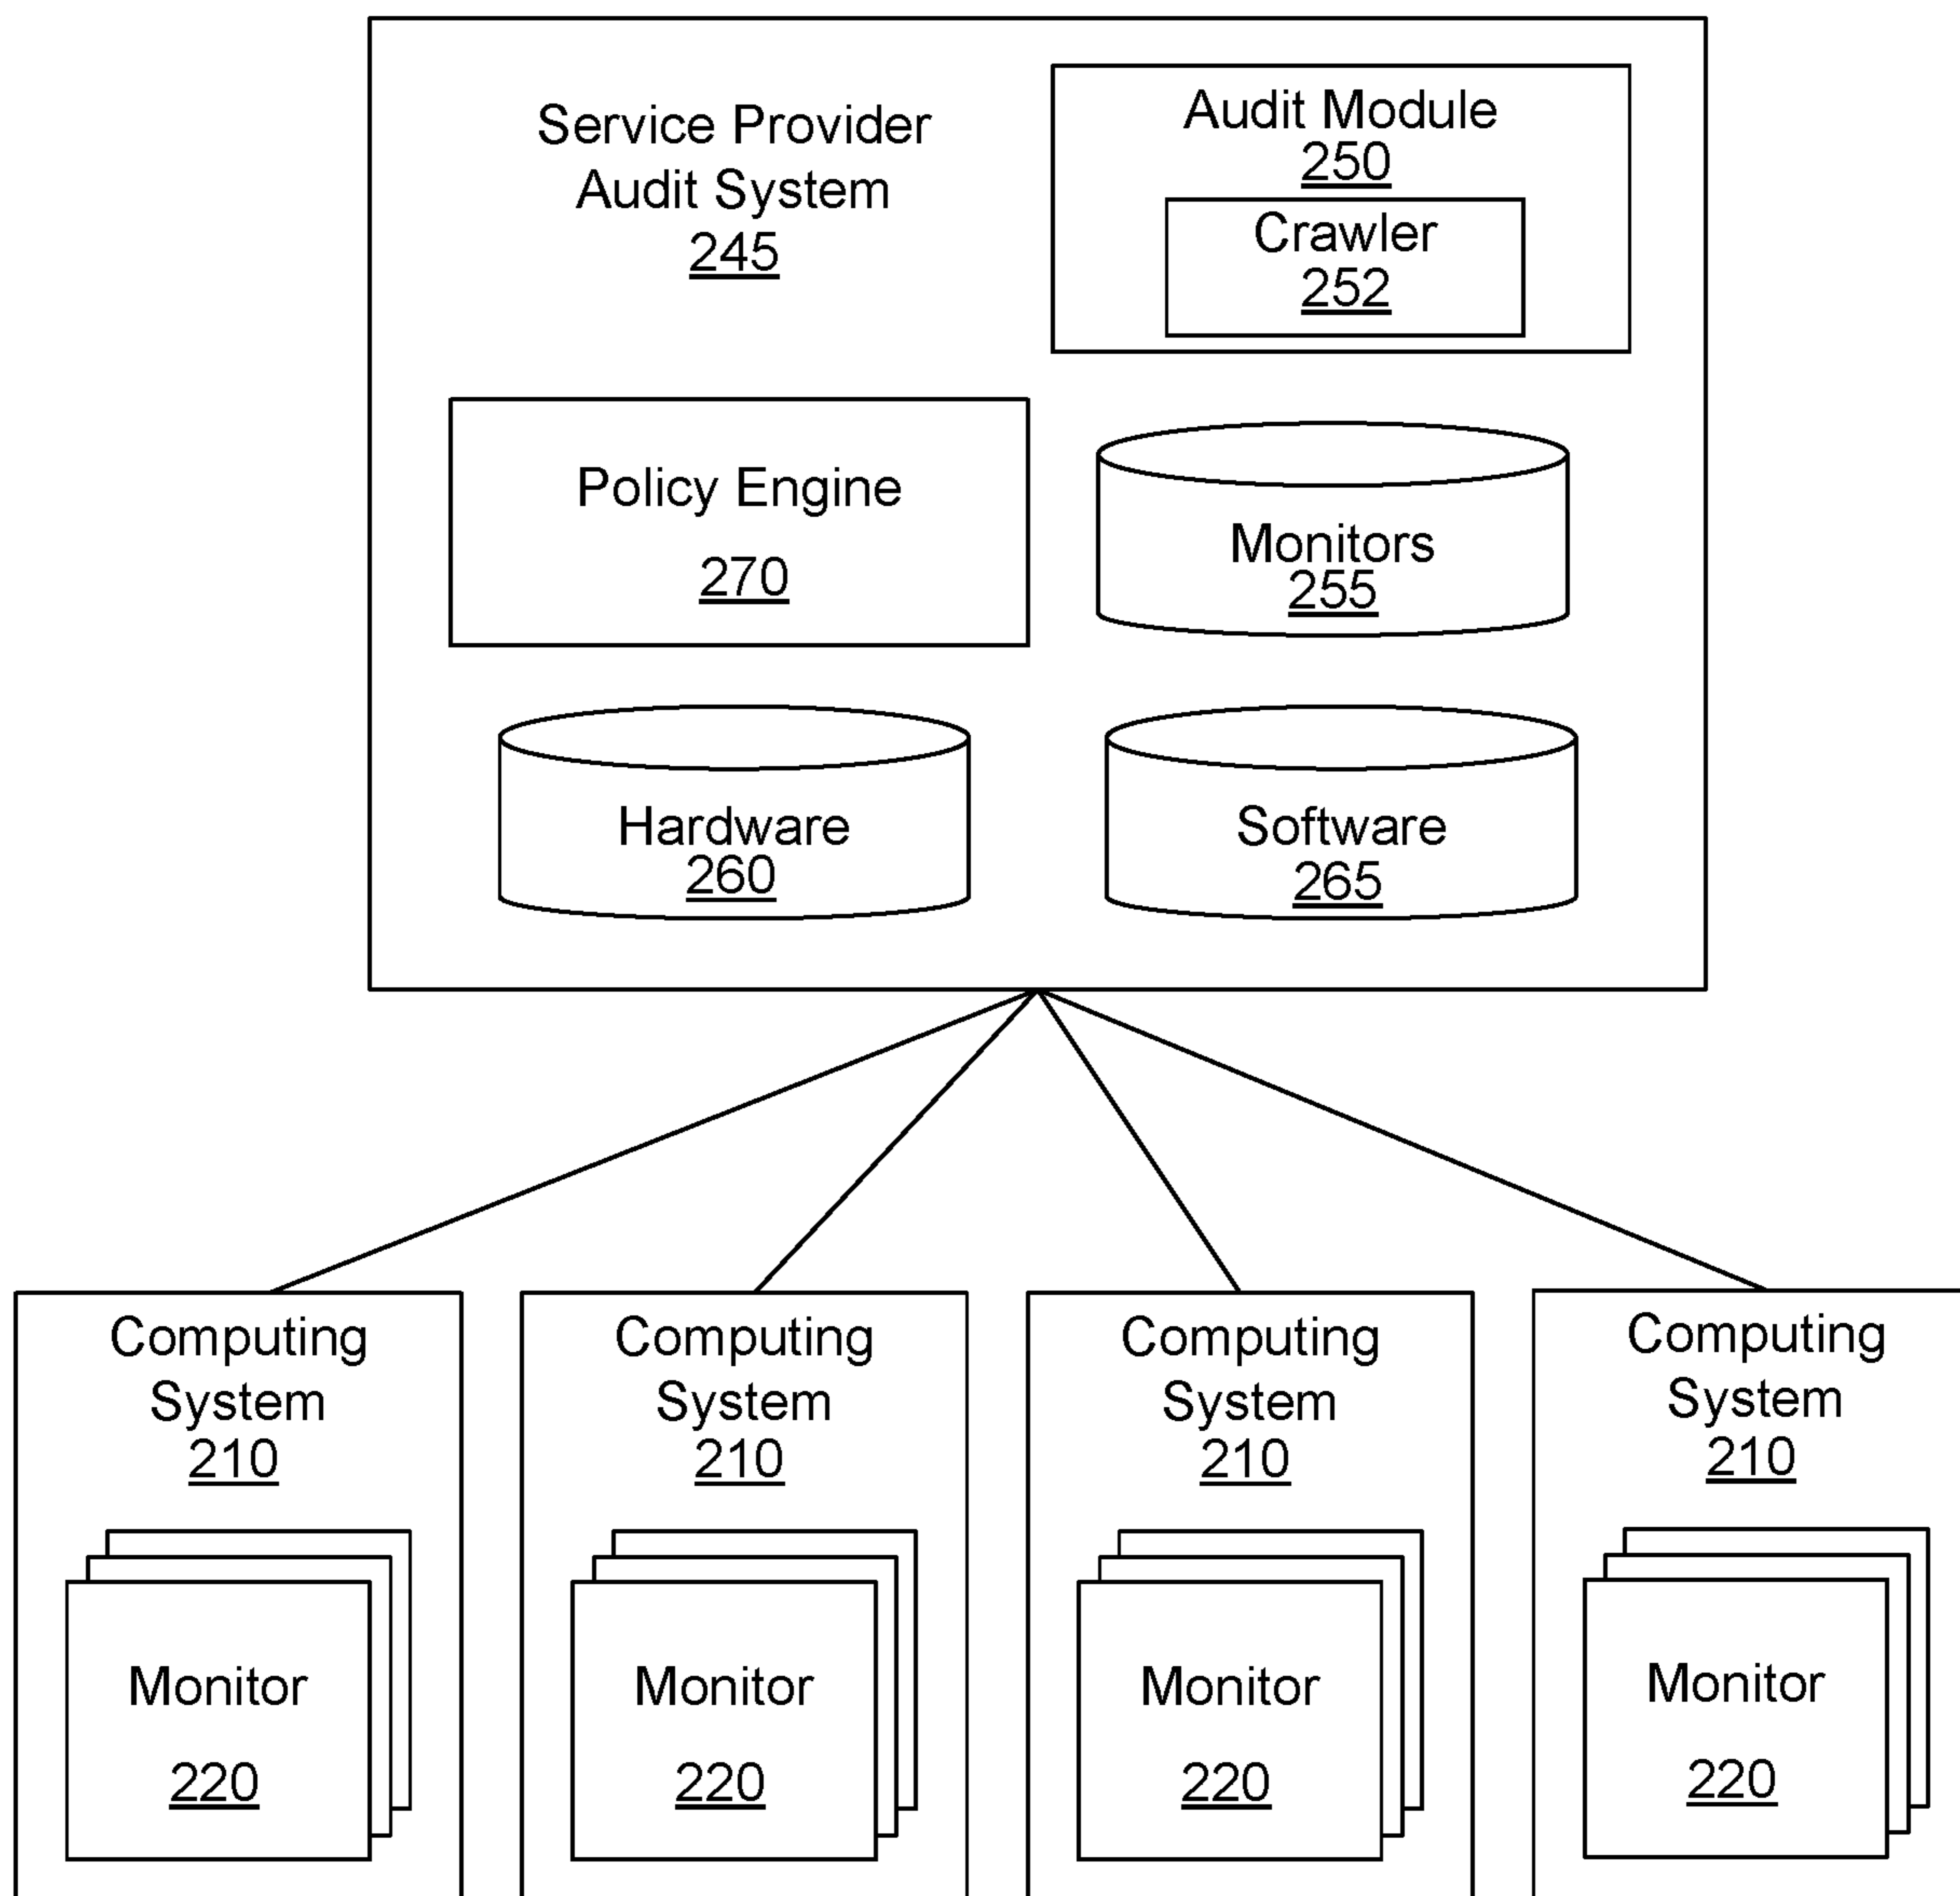 Service Provider
Audit System
245
Audit Module
250
Crawler
252
Policy Engine
270
Monitors
255
Hardware
260
Software
265
Computing
System
210
Monitor
220
Computing
System
210
Monitor
220
Computing
System
210
Monitor
220
Computing
System
210
Monitor
220